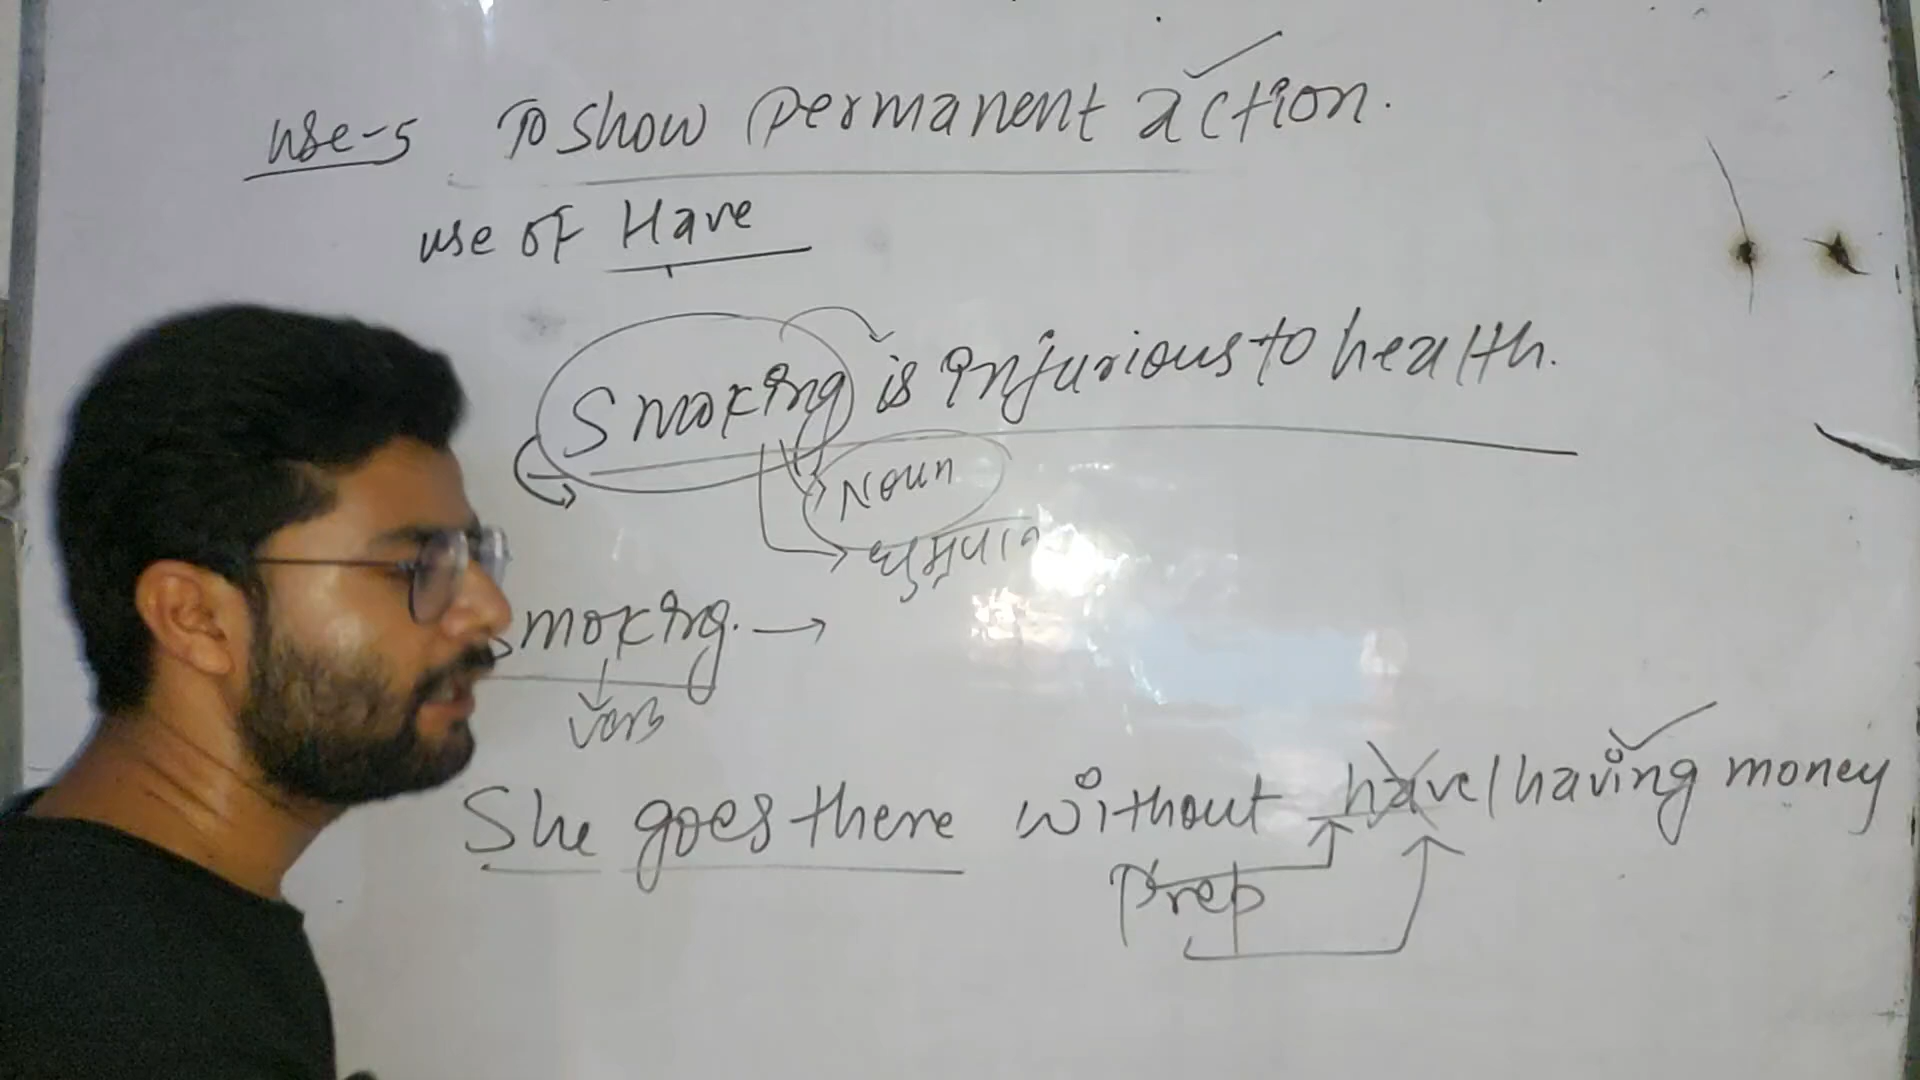 Use-5 To show permanent action.
use of Have
Smoking is injurious to health.
Noun
धुम्रपान
smoking. →
Verb
She goes there without have/having money
Prep